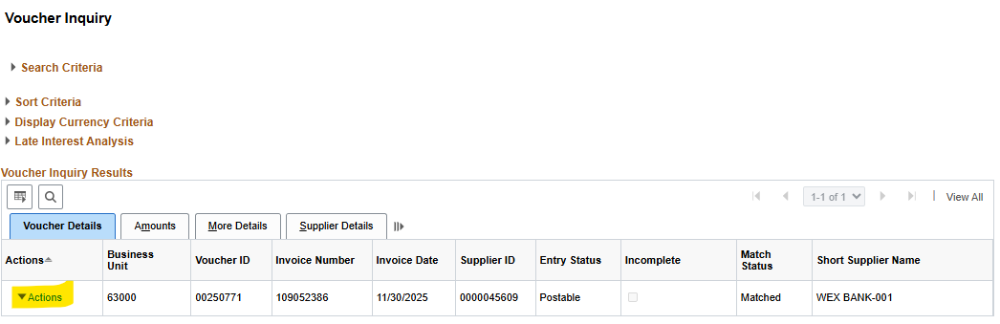 Voucher Inquiry
Search Criteria
Sort Criteria
Display Currency Criteria
Late Interest Analysis
Voucher Inquiry Results
1-1 of 1
View All
Voucher Details
Amounts
More Details
Supplier Details
Actions Business Unit Voucher ID Invoice Number Invoice Date Supplier ID Entry Status Incomplete Match Status Short Supplier Name
Actions 63000 00250771 109052386 11/30/2025 0000045609 Postable Matched WEX BANK-001